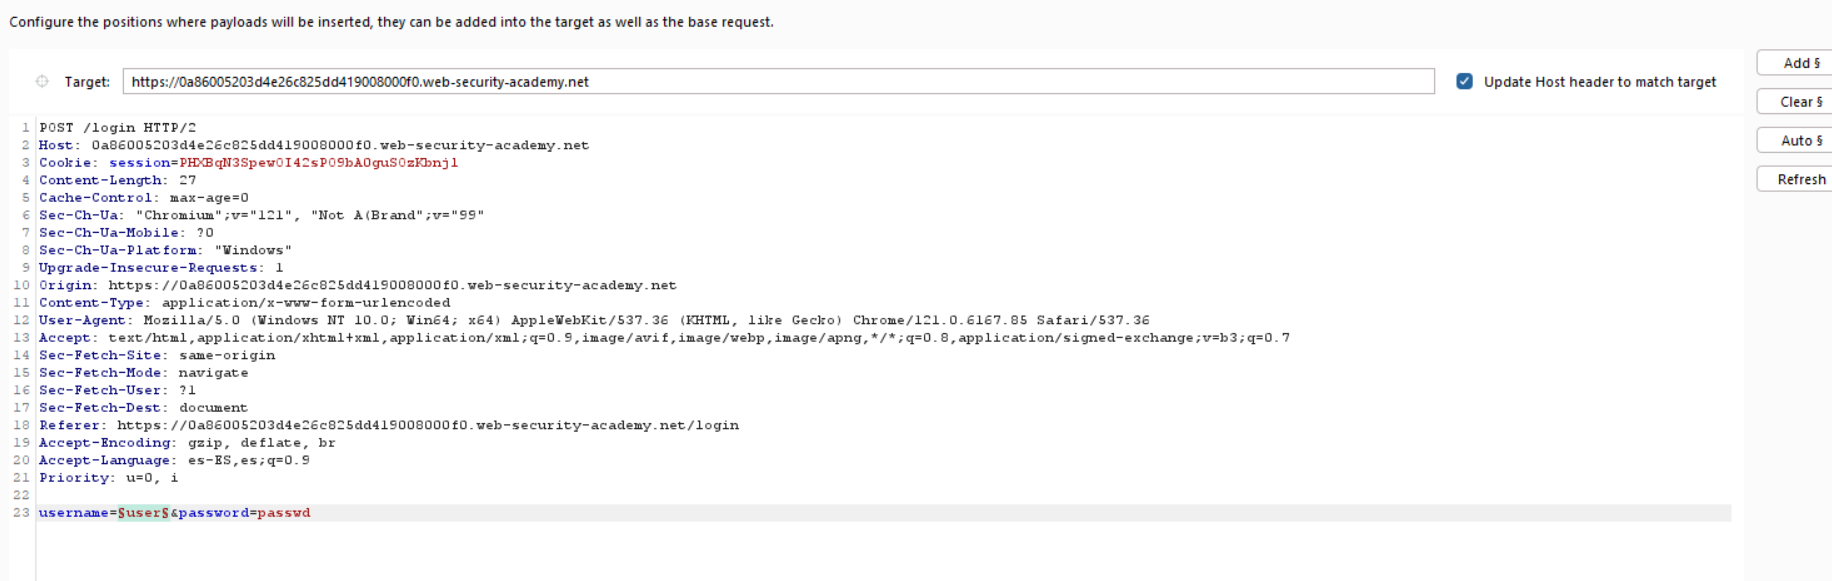 Configure the positions where payloads will be inserted, they can be added into the target as well as the base request.
Target: https://0a86005203d4e26c825dd419008000f0.web-security-academy.net Update Host header to match target
Add §
Clear §
Auto §
Refresh
1 POST /login HTTP/2
2 Host: 0a86005203d4e26c825dd419008000f0.web-security-academy.net
3 Cookie: session=PHXBqN3Spew0I42sP09bA0guS0zKbnjl
4 Content-Length: 27
5 Cache-Control: max-age=0
6 Sec-Ch-Ua: "Chromium";v="121", "Not A(Brand";v="99"
7 Sec-Ch-Ua-Mobile: ?0
8 Sec-Ch-Ua-Platform: "Windows"
9 Upgrade-Insecure-Requests: 1
10 Origin: https://0a86005203d4e26c825dd419008000f0.web-security-academy.net
11 Content-Type: application/x-www-form-urlencoded
12 User-Agent: Mozilla/5.0 (Windows NT 10.0; Win64; x64) AppleWebKit/537.36 (KHTML, like Gecko) Chrome/121.0.6167.85 Safari/537.36
13 Accept: text/html,application/xhtml+xml,application/xml;q=0.9,image/avif,image/webp,image/apng,*/*;q=0.8,application/signed-exchange;v=b3;q=0.7
14 Sec-Fetch-Site: same-origin
15 Sec-Fetch-Mode: navigate
16 Sec-Fetch-User: ?1
17 Sec-Fetch-Dest: document
18 Referer: https://0a86005203d4e26c825dd419008000f0.web-security-academy.net/login
19 Accept-Encoding: gzip, deflate, br
20 Accept-Language: es-ES,es;q=0.9
21 Priority: u=0, i
22
23 username=§user§&password=passwd